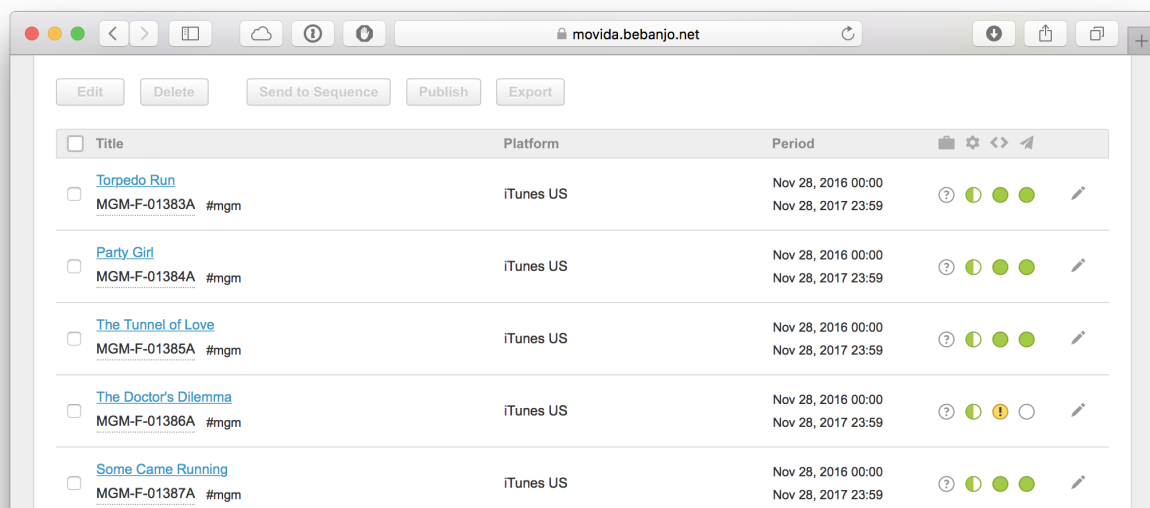 movida.bebanjo.net
Edit Delete Send to Sequence Publish Export
Title Platform Period
Torpedo Run
MGM-F-01383A #mgm
iTunes US
Nov 28, 2016 00:00
Nov 28, 2017 23:59
Party Girl
MGM-F-01384A #mgm
iTunes US
Nov 28, 2016 00:00
Nov 28, 2017 23:59
The Tunnel of Love
MGM-F-01385A #mgm
iTunes US
Nov 28, 2016 00:00
Nov 28, 2017 23:59
The Doctor's Dilemma
MGM-F-01386A #mgm
iTunes US
Nov 28, 2016 00:00
Nov 28, 2017 23:59
Some Came Running
MGM-F-01387A #mgm
iTunes US
Nov 28, 2016 00:00
Nov 28, 2017 23:59